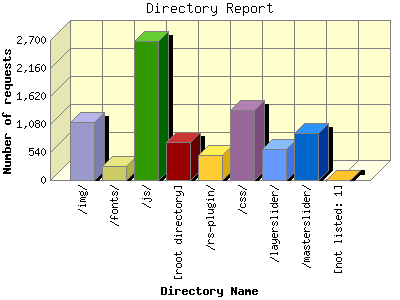 Directory Report
Number of requests
2,700
2,160
1,620
1,080
540
0
/img/
/fonts/
/js/
[root directory]
/rs-plugin/
/css/
/layerslider/
/masterslider/
[not listed: 1]
Directory Name